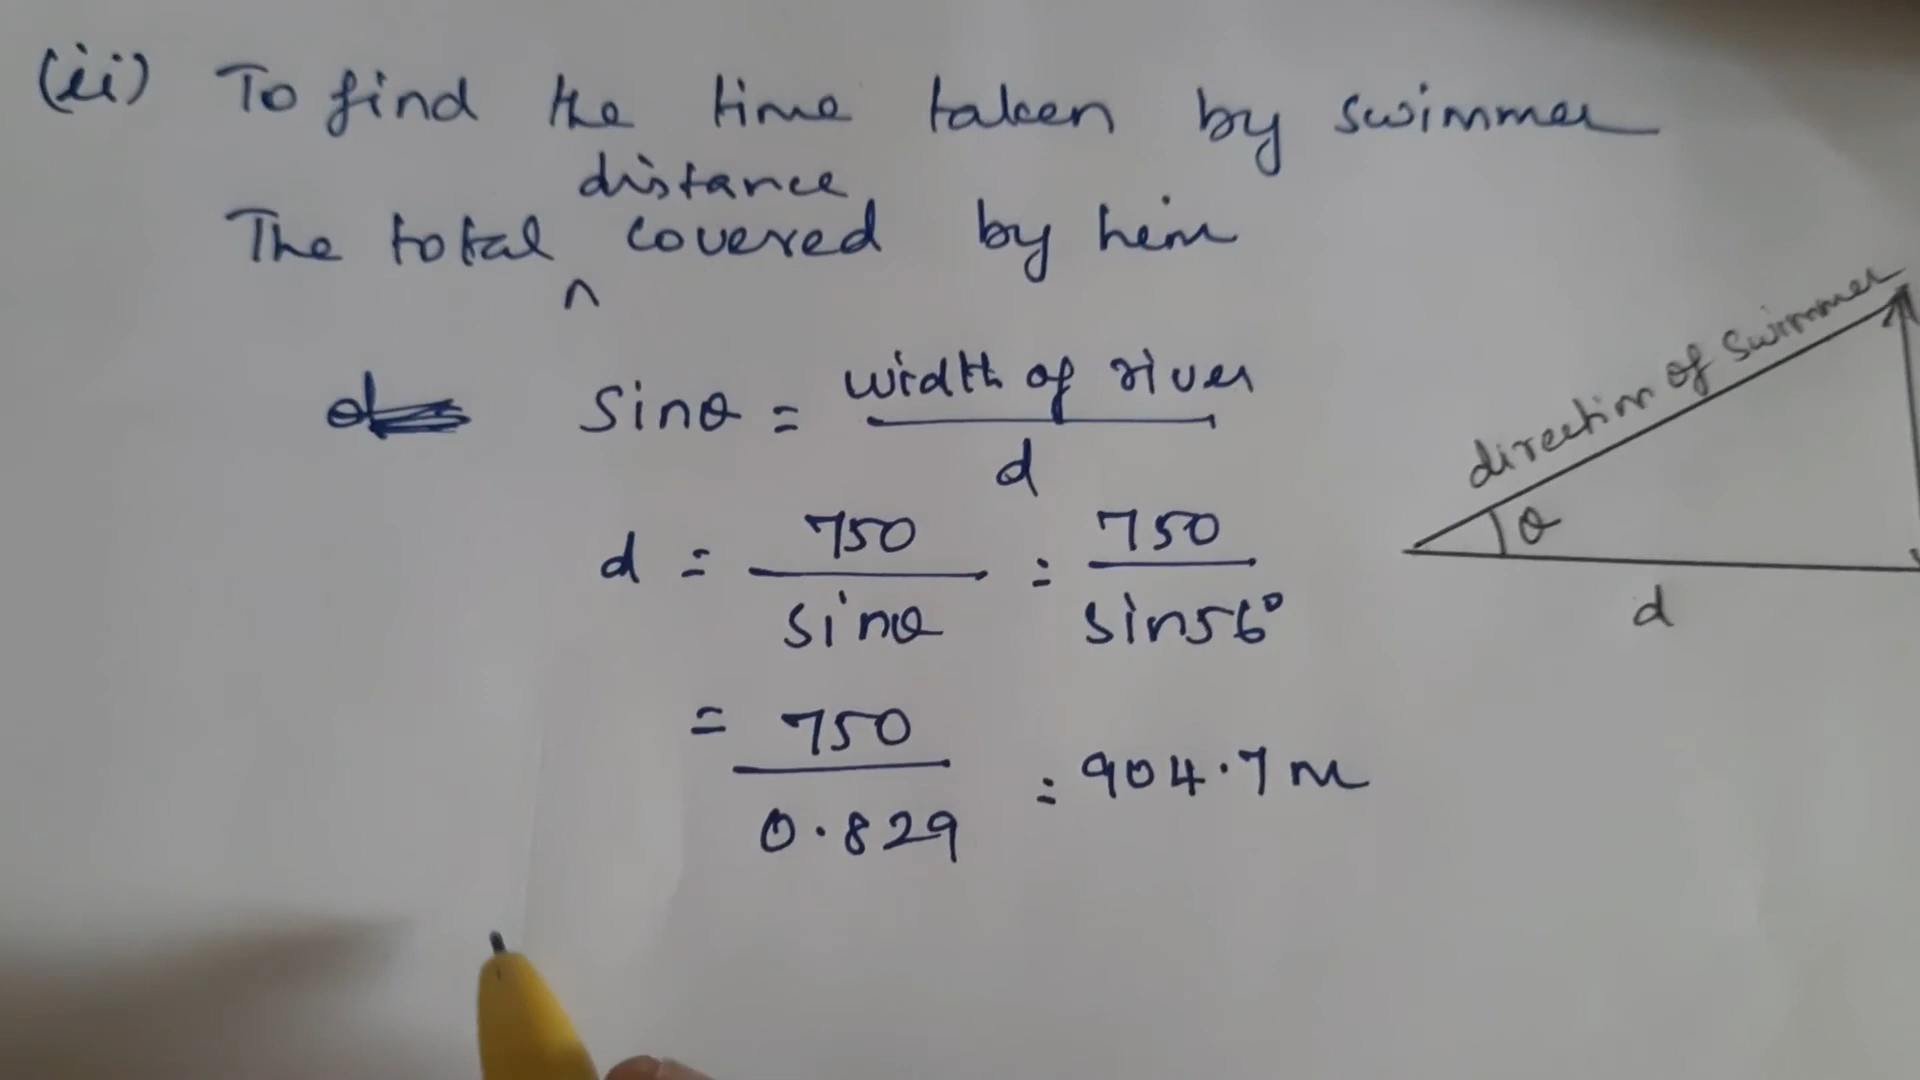 (ii) To find the time taken by swimmer
distance
The total ^ covered by him
Sinθ = width of river / d
d = 750 / sinθ = 750 / sin56°
= 750 / 0.829 = 904.7 m
direction of swimmer
θ
d